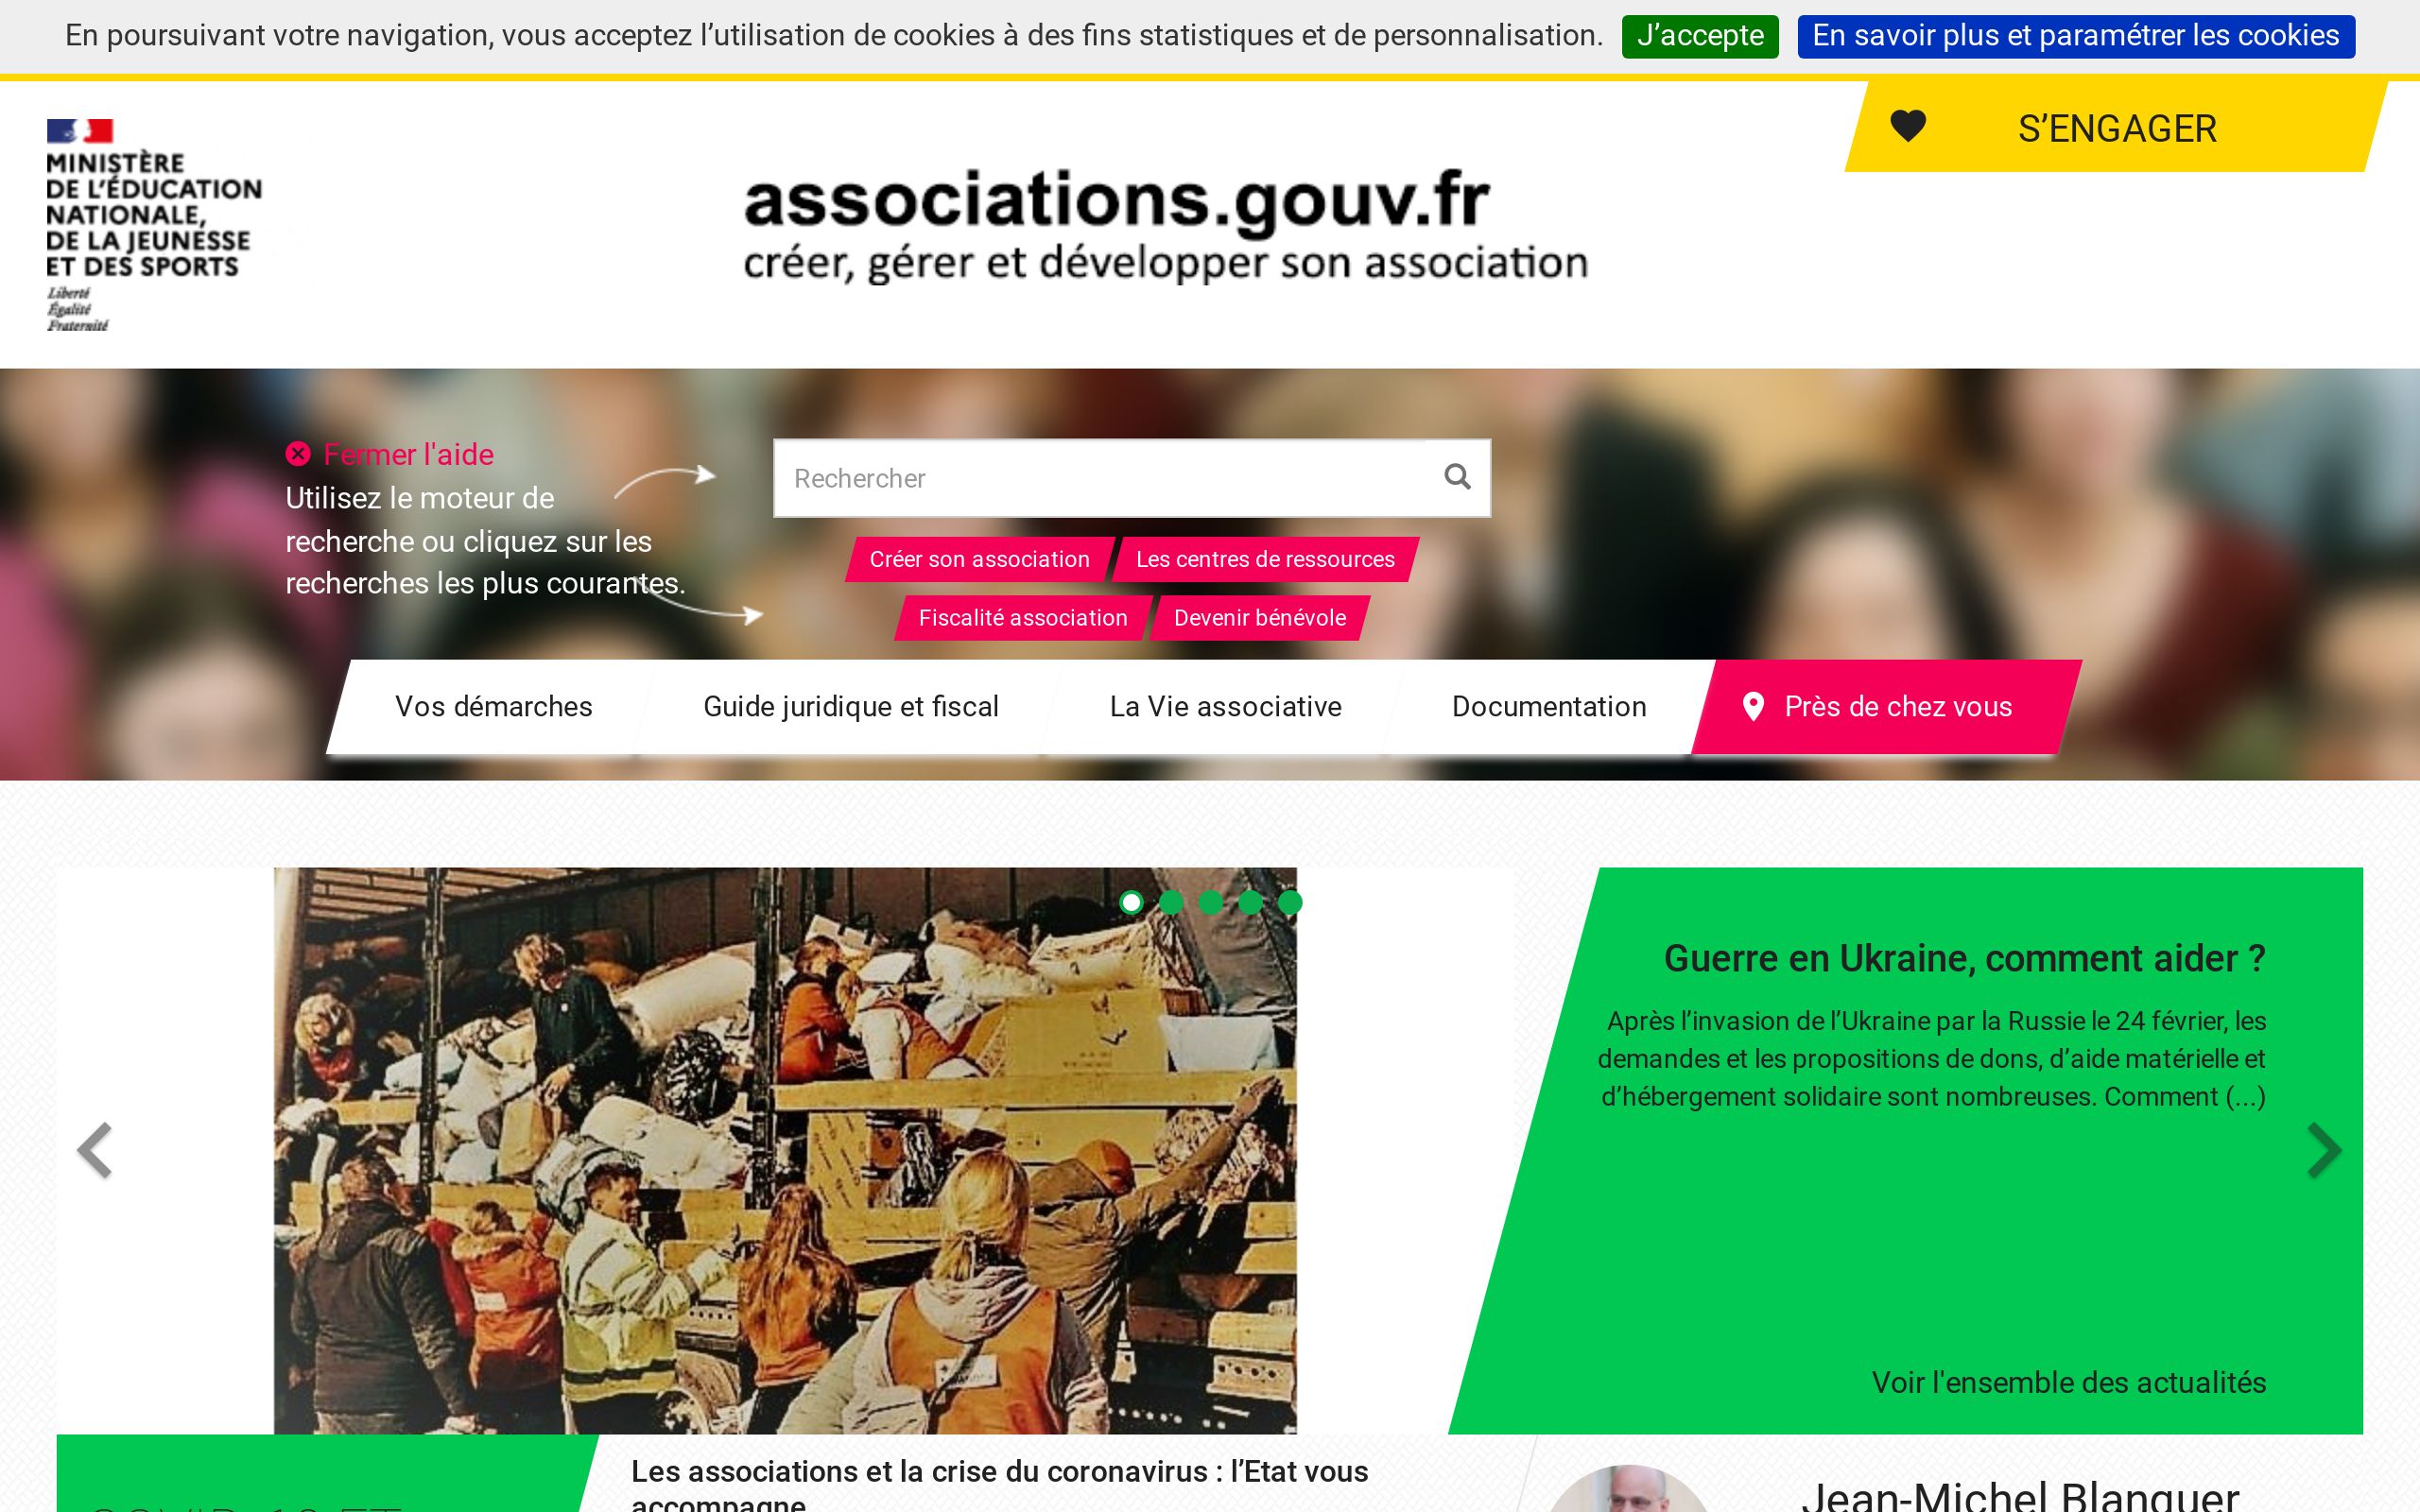 En poursuivant votre navigation, vous acceptez l’utilisation de cookies à des fins statistiques et de personnalisation. J’accepte En savoir plus et paramétrer les cookies
S’ENGAGER
MINISTÈRE
DE L’ÉDUCATION
NATIONALE,
DE LA JEUNESSE
ET DES SPORTS
Liberté
Égalité
Fraternité
associations.gouv.fr
créer, gérer et développer son association
Fermer l'aide
Utilisez le moteur de
recherche ou cliquez sur les
recherches les plus courantes.
Rechercher
Créer son association Les centres de ressources
Fiscalité association Devenir bénévole
Vos démarches Guide juridique et fiscal La Vie associative Documentation Près de chez vous
Guerre en Ukraine, comment aider ?
Après l’invasion de l’Ukraine par la Russie le 24 février, les
demandes et les propositions de dons, d’aide matérielle et
d’hébergement solidaire sont nombreuses. Comment (...)
Voir l'ensemble des actualités
COVID-19 ET
Les associations et la crise du coronavirus : l’Etat vous
accompagne
Jean-Michel Blanquer